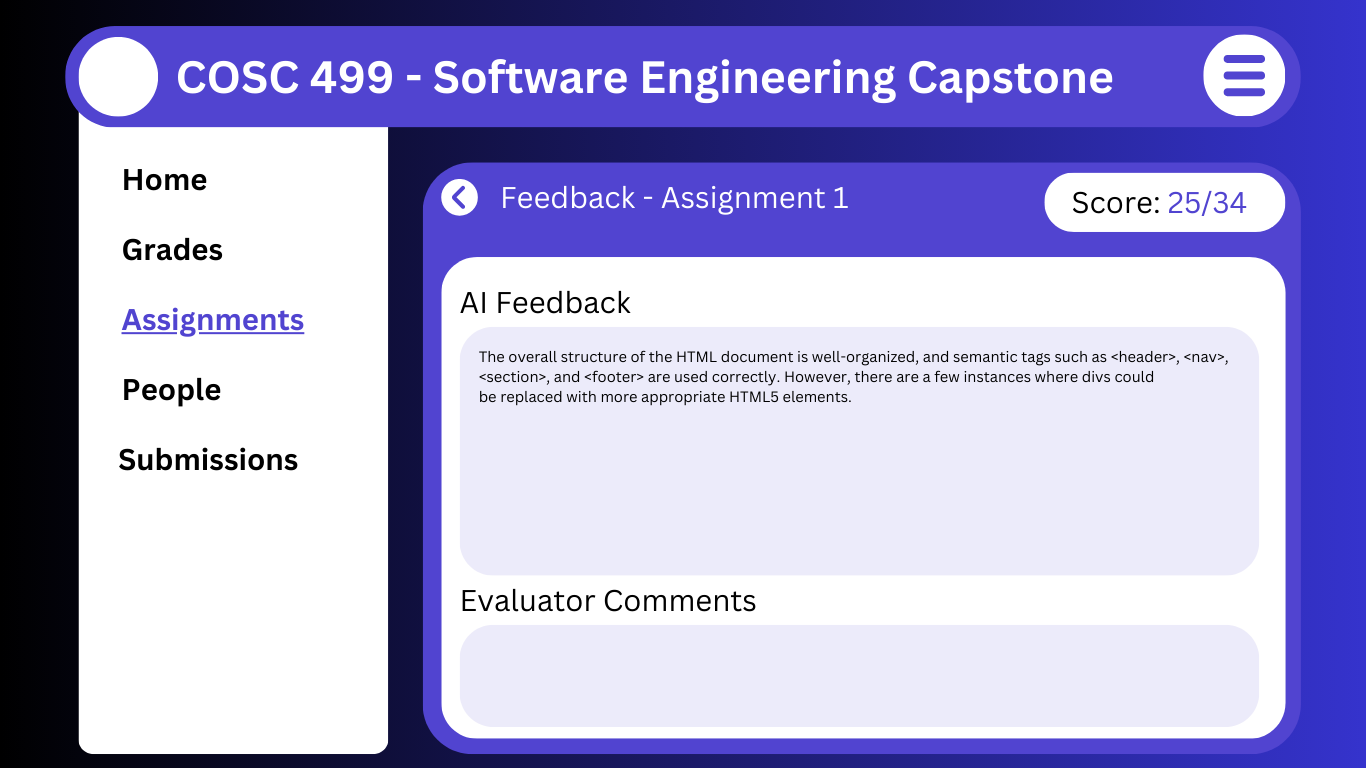 COSC 499 - Software Engineering Capstone
Home
Grades
Assignments
People
Submissions
Feedback - Assignment 1
Score: 25/34
AI Feedback
The overall structure of the HTML document is well-organized, and semantic tags such as <header>, <nav>,
<section>, and <footer> are used correctly. However, there are a few instances where divs could
be replaced with more appropriate HTML5 elements.
Evaluator Comments